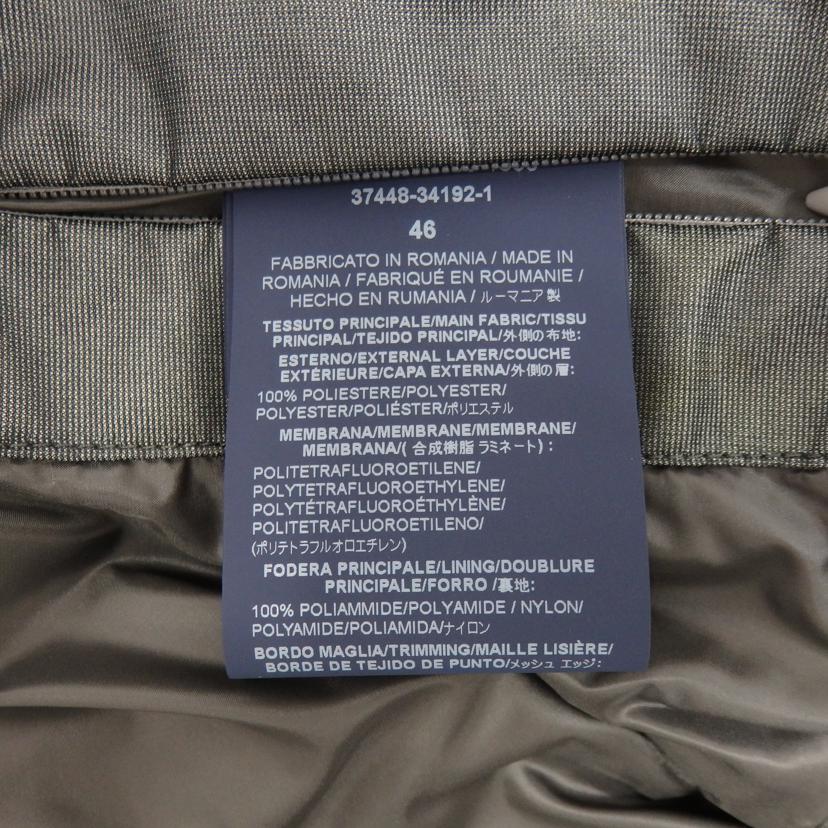 37448-34192-1
46
FABBRICATO IN ROMANIA / MADE IN
ROMANIA / FABRIQUÉ EN ROUMANIE /
HECHO EN RUMANIA / ルーマニア製
TESSUTO PRINCIPALE/MAIN FABRIC/TISSU
PRINCIPAL/TEJIDO PRINCIPAL/外側の布地:
ESTERNO/EXTERNAL LAYER/COUCHE
EXTÉRIEURE/CAPA EXTERNA/外側の層:
100% POLIESTERE/POLYESTER/
POLYESTER/POLIÉSTER/ポリエステル
MEMBRANA/MEMBRANE/MEMBRANE/
MEMBRANA/( 合成樹脂 ラミネート) :
POLITETRAFLUOROETILENE/
POLYTETRAFLUOROETHYLENE/
POLYTÉTRAFLUOROÉTHYLÈNE/
POLITETRAFLUOROETILENO/
(ポリテトラフルオロエチレン)
FODERA PRINCIPALE/LINING/DOUBLURE
PRINCIPALE/FORRO /裏地:
100% POLIAMMIDE/POLYAMIDE / NYLON/
POLYAMIDE/POLIAMIDA/ナイロン
BORDO MAGLIA/TRIMMING/MAILLE LISIÈRE/
BORDE DE TEJIDO DE PUNTO/メッシュ エッジ: